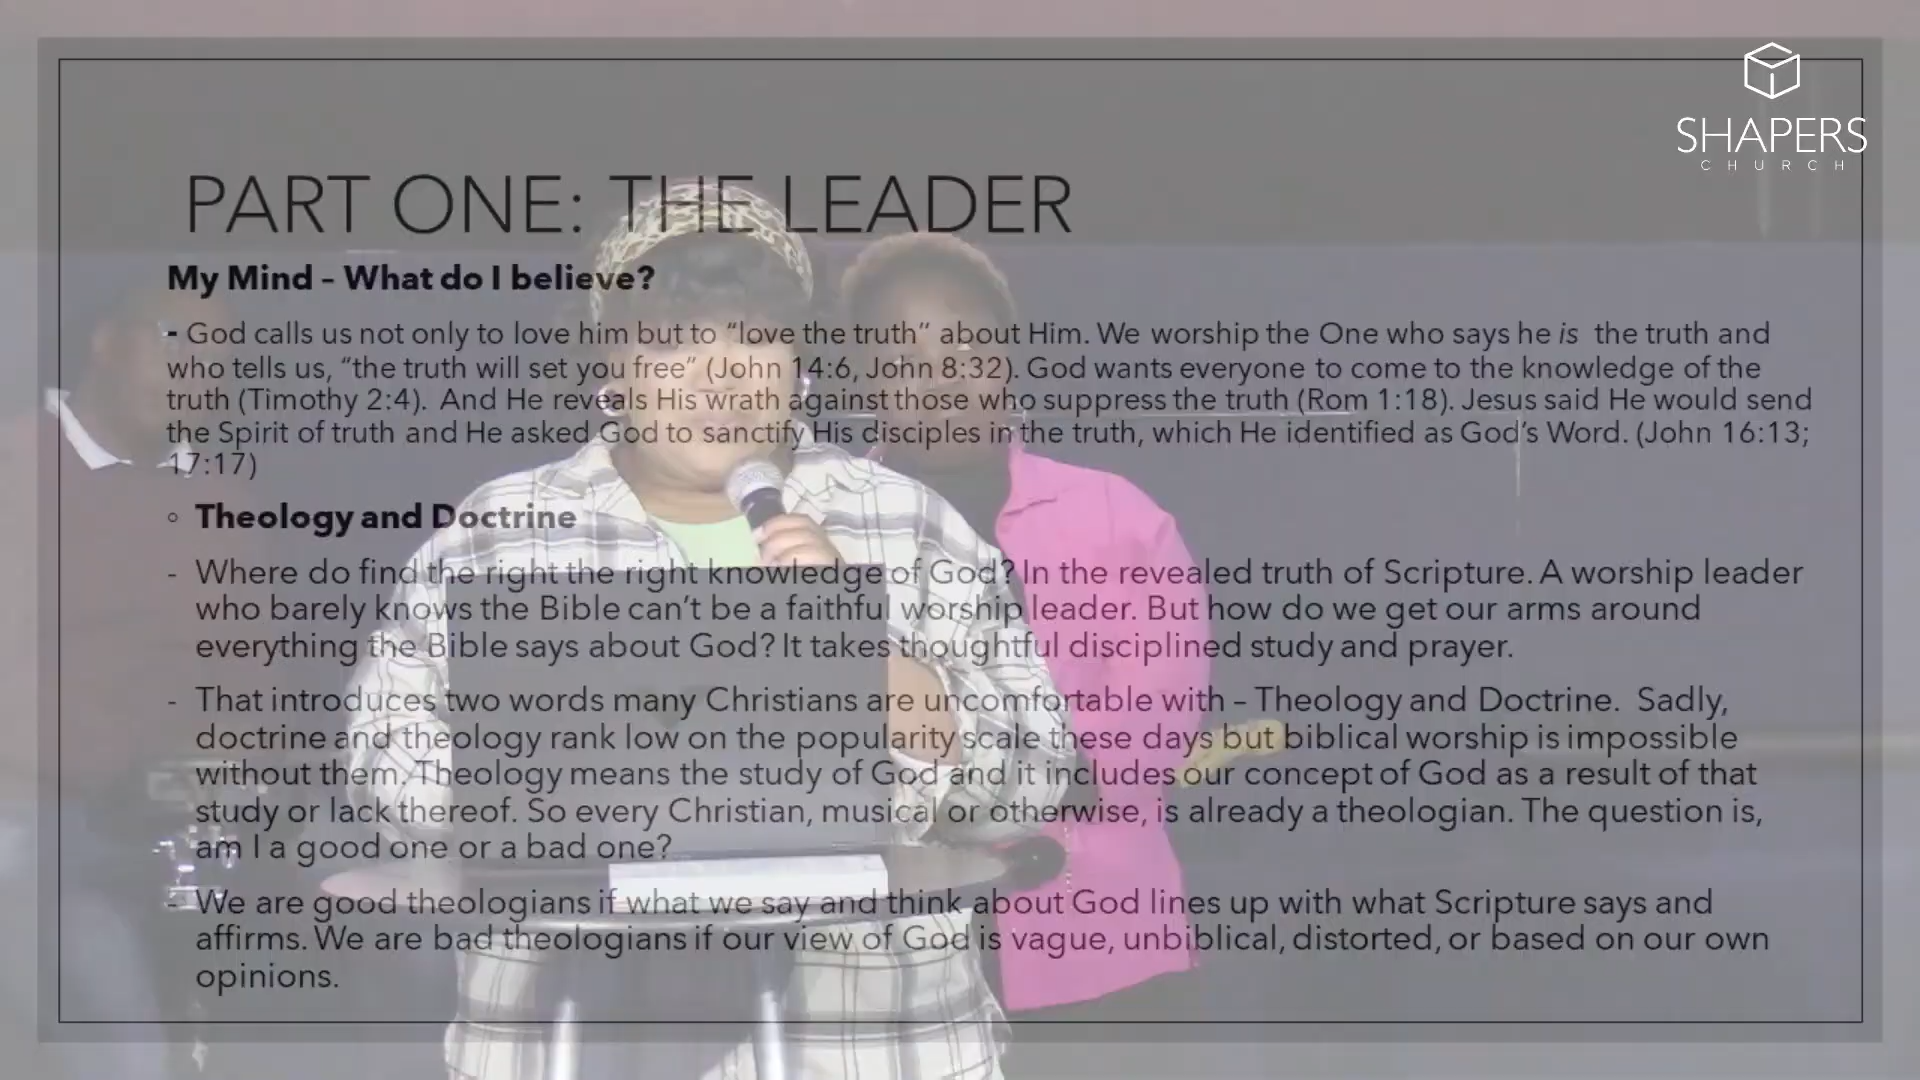 SHAPERS
CHURCH
PART ONE: THE LEADER
My Mind – What do I believe?
- God calls us not only to love him but to “love the truth” about Him. We worship the One who says he is the truth and
who tells us, “the truth will set you free” (John 14:6, John 8:32). God wants everyone to come to the knowledge of the
truth (Timothy 2:4). And He reveals His wrath against those who suppress the truth (Rom 1:18). Jesus said He would send
the Spirit of truth and He asked God to sanctify His disciples in the truth, which He identified as God’s Word. (John 16:13;
17:17)
◦ Theology and Doctrine
- Where do find the right the right knowledge of God? In the revealed truth of Scripture. A worship leader
who barely knows the Bible can’t be a faithful worship leader. But how do we get our arms around
everything the Bible says about God? It takes thoughtful disciplined study and prayer.
- That introduces two words many Christians are uncomfortable with – Theology and Doctrine. Sadly,
doctrine and theology rank low on the popularity scale these days but biblical worship is impossible
without them. Theology means the study of God and it includes our concept of God as a result of that
study or lack thereof. So every Christian, musical or otherwise, is already a theologian. The question is,
am I a good one or a bad one?
- We are good theologians if what we say and think about God lines up with what Scripture says and
affirms. We are bad theologians if our view of God is vague, unbiblical, distorted, or based on our own
opinions.